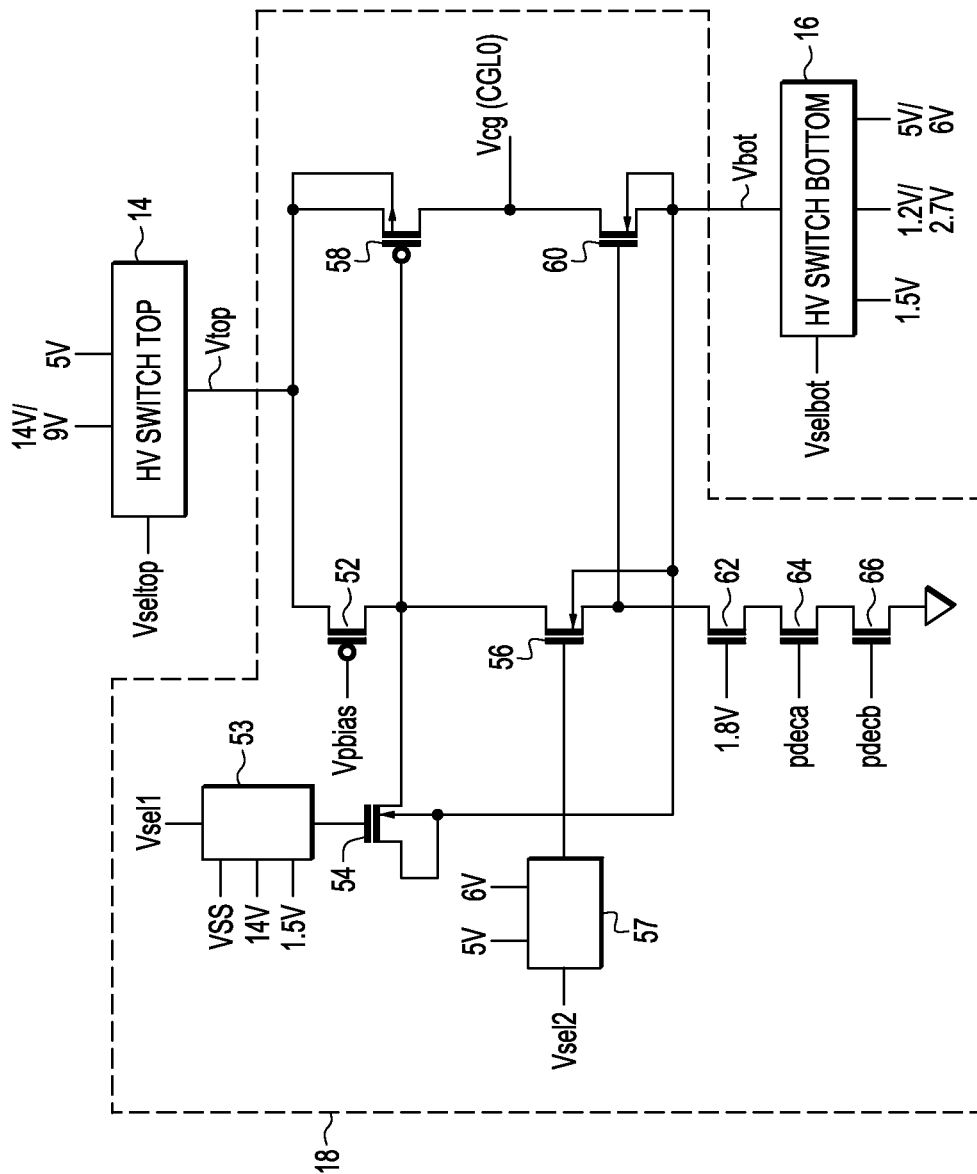 14V/
9V
5V
14
HV SWITCH TOP
Vseltop
Vtop
Vsel1
53
VSS
14V
1.5V
54
Vpbias
52
58
Vcg (CGL0)
5V
6V
57
Vsel2
56
60
1.8V
62
pdeca
64
pdecb
66
Vbot
16
HV SWITCH BOTTOM
Vselbot
1.5V
1.2V/
2.7V
5V/
6V
18